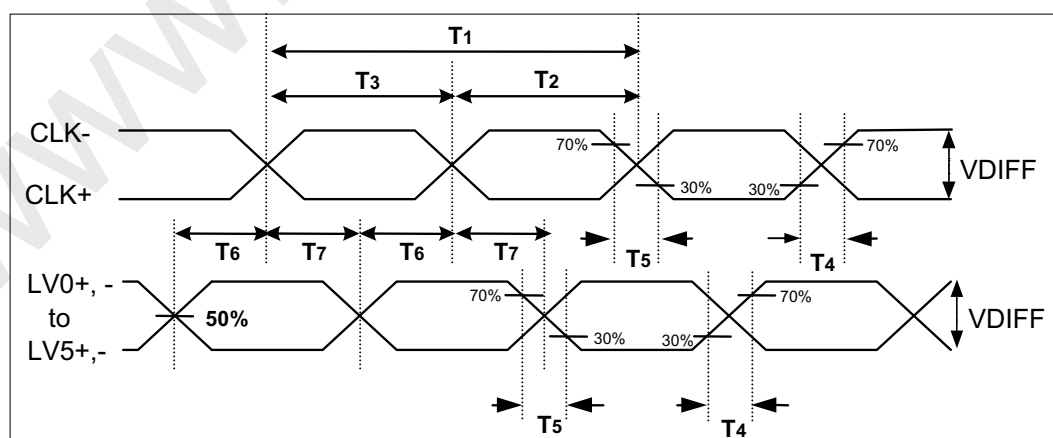 T1
T3 T2
CLK-
70% 70%
VDIFF
CLK+
30% 30%
T6 T7 T6 T7
T5 T4
LV0+, -
70% 70%
to
50%
VDIFF
30% 30%
LV5+,-
T5 T4